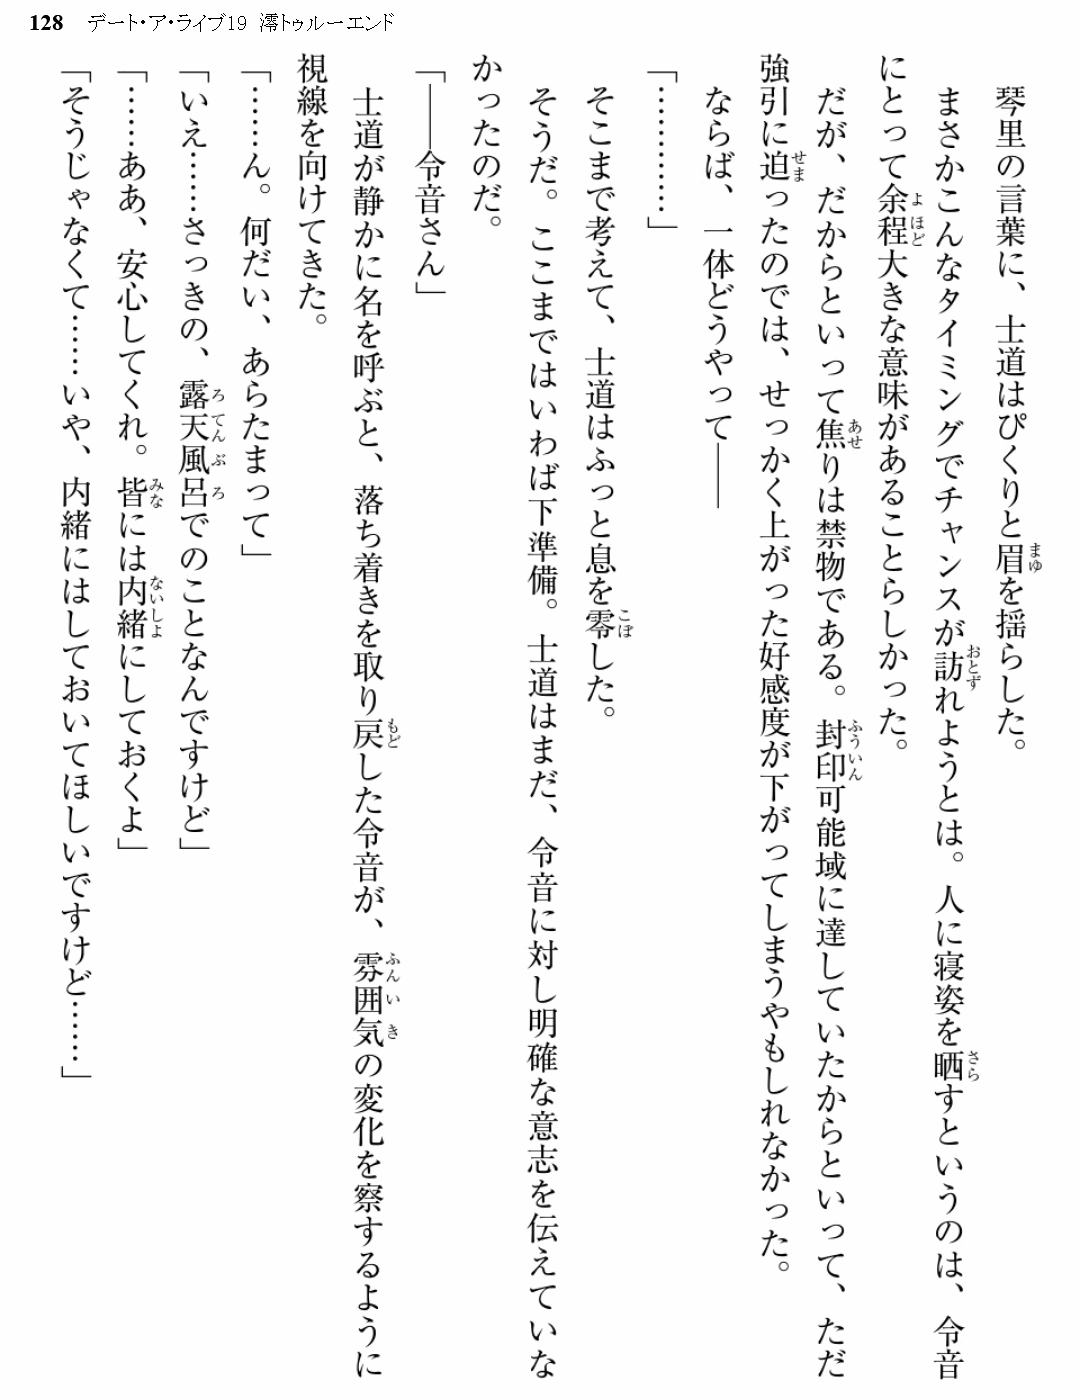 128 デート・ア・ライブ19 澪トゥルーエンド
琴里の言葉に、士道はぴくりと眉を揺らした。
まさかこんなタイミングでチャンスが訪れようとは。人に寝姿を晒すというのは、令音
にとって余程大きな意味があることらしかった。
だが、だからといって焦りは禁物である。封印可能域に達していたからといって、ただ
強引に迫ったのでは、せっかく上がった好感度が下がってしまうやもしれなかった。
ならば、一体どうやって――
「…………」
そこまで考えて、士道はふっと息を零した。
そうだ。ここまではいわば下準備。士道はまだ、令音に対し明確な意志を伝えていな
かったのだ。
「――令音さん」
士道が静かに名を呼ぶと、落ち着きを取り戻した令音が、雰囲気の変化を察するように
視線を向けてきた。
「……ん。何だい、あらたまって」
「いえ……さっきの、露天風呂でのことなんですけど」
「……ああ、安心してくれ。皆には内緒にしておくよ」
「そうじゃなくて……いや、内緒にはしておいてほしいですけど……」